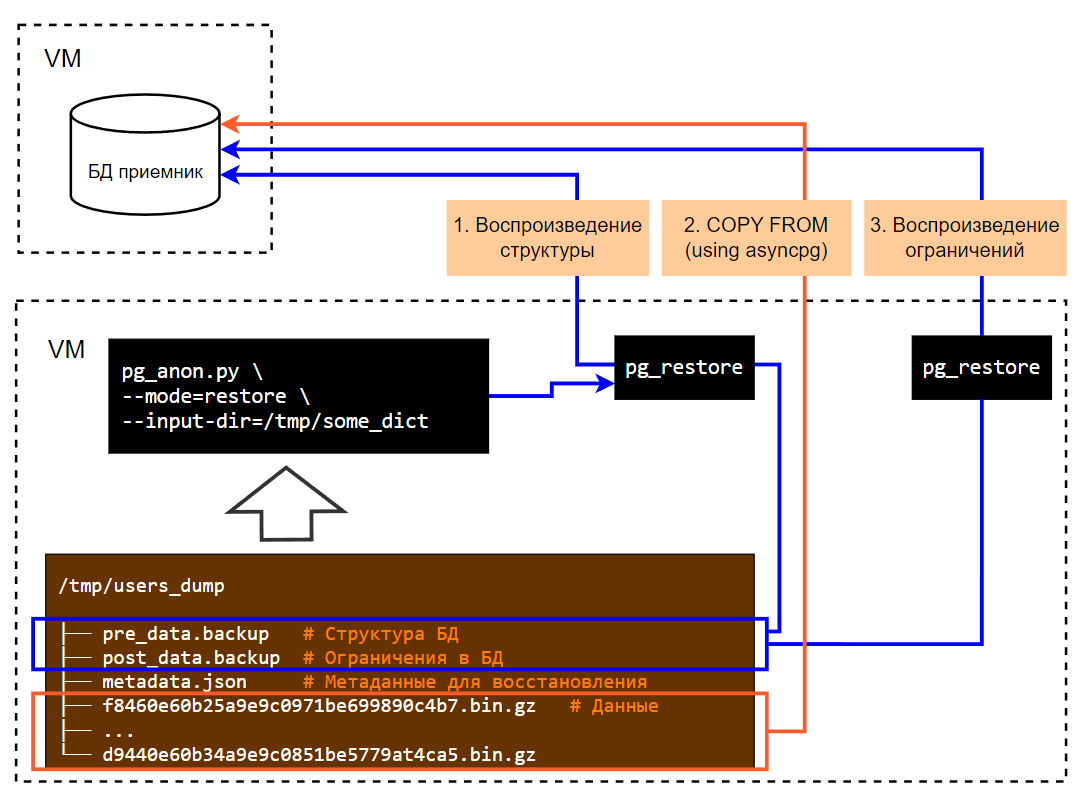 VM
БД приемник
1. Воспроизведение
структуры
2. COPY FROM
(using asyncpg)
3. Воспроизведение
ограничений
VM
pg_anon.py \
--mode=restore \
--input-dir=/tmp/some_dict
pg_restore
pg_restore
/tmp/users_dump
├── pre_data.backup # Структура БД
├── post_data.backup # Ограничения в БД
├── metadata.json # Метаданные для восстановления
├── f8460e60b25a9e9c0971be699890c4b7.bin.gz # Данные
├── ...
└── d9440e60b34a9e9c0851be5779at4ca5.bin.gz